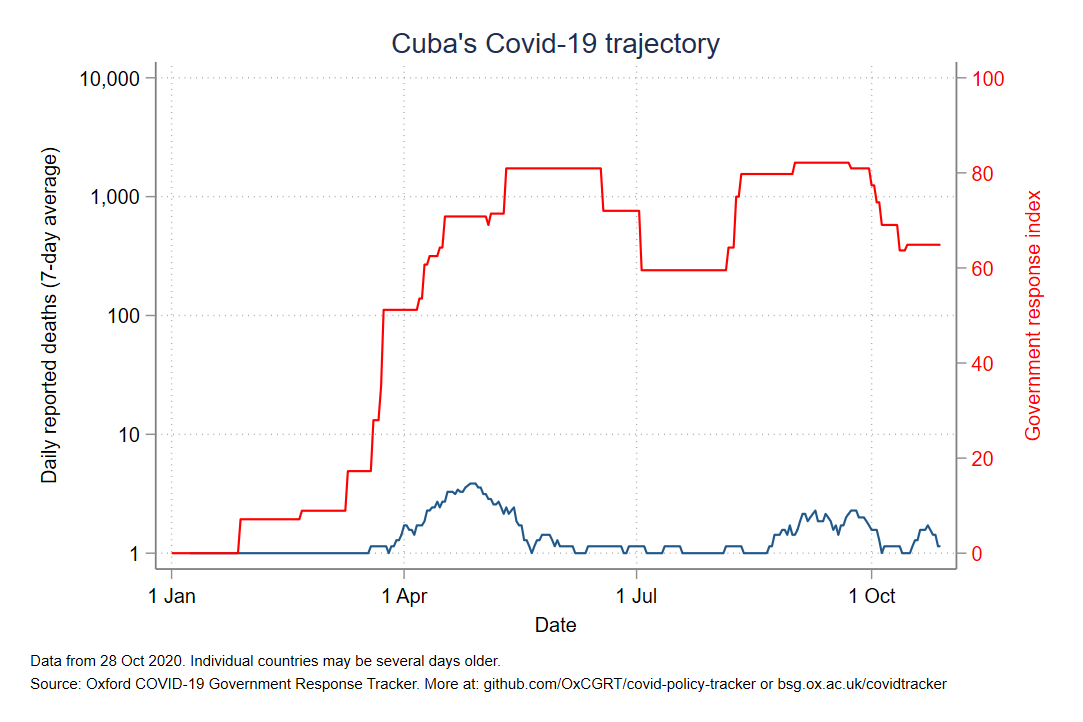 Cuba's Covid-19 trajectory
10,000
1,000
100
10
1
Daily reported deaths (7-day average)
100
80
60
40
20
0
Government response index
1 Jan
1 Apr
1 Jul
1 Oct
Date
Data from 28 Oct 2020. Individual countries may be several days older.
Source: Oxford COVID-19 Government Response Tracker. More at: github.com/OxCGRT/covid-policy-tracker or bsg.ox.ac.uk/covidtracker